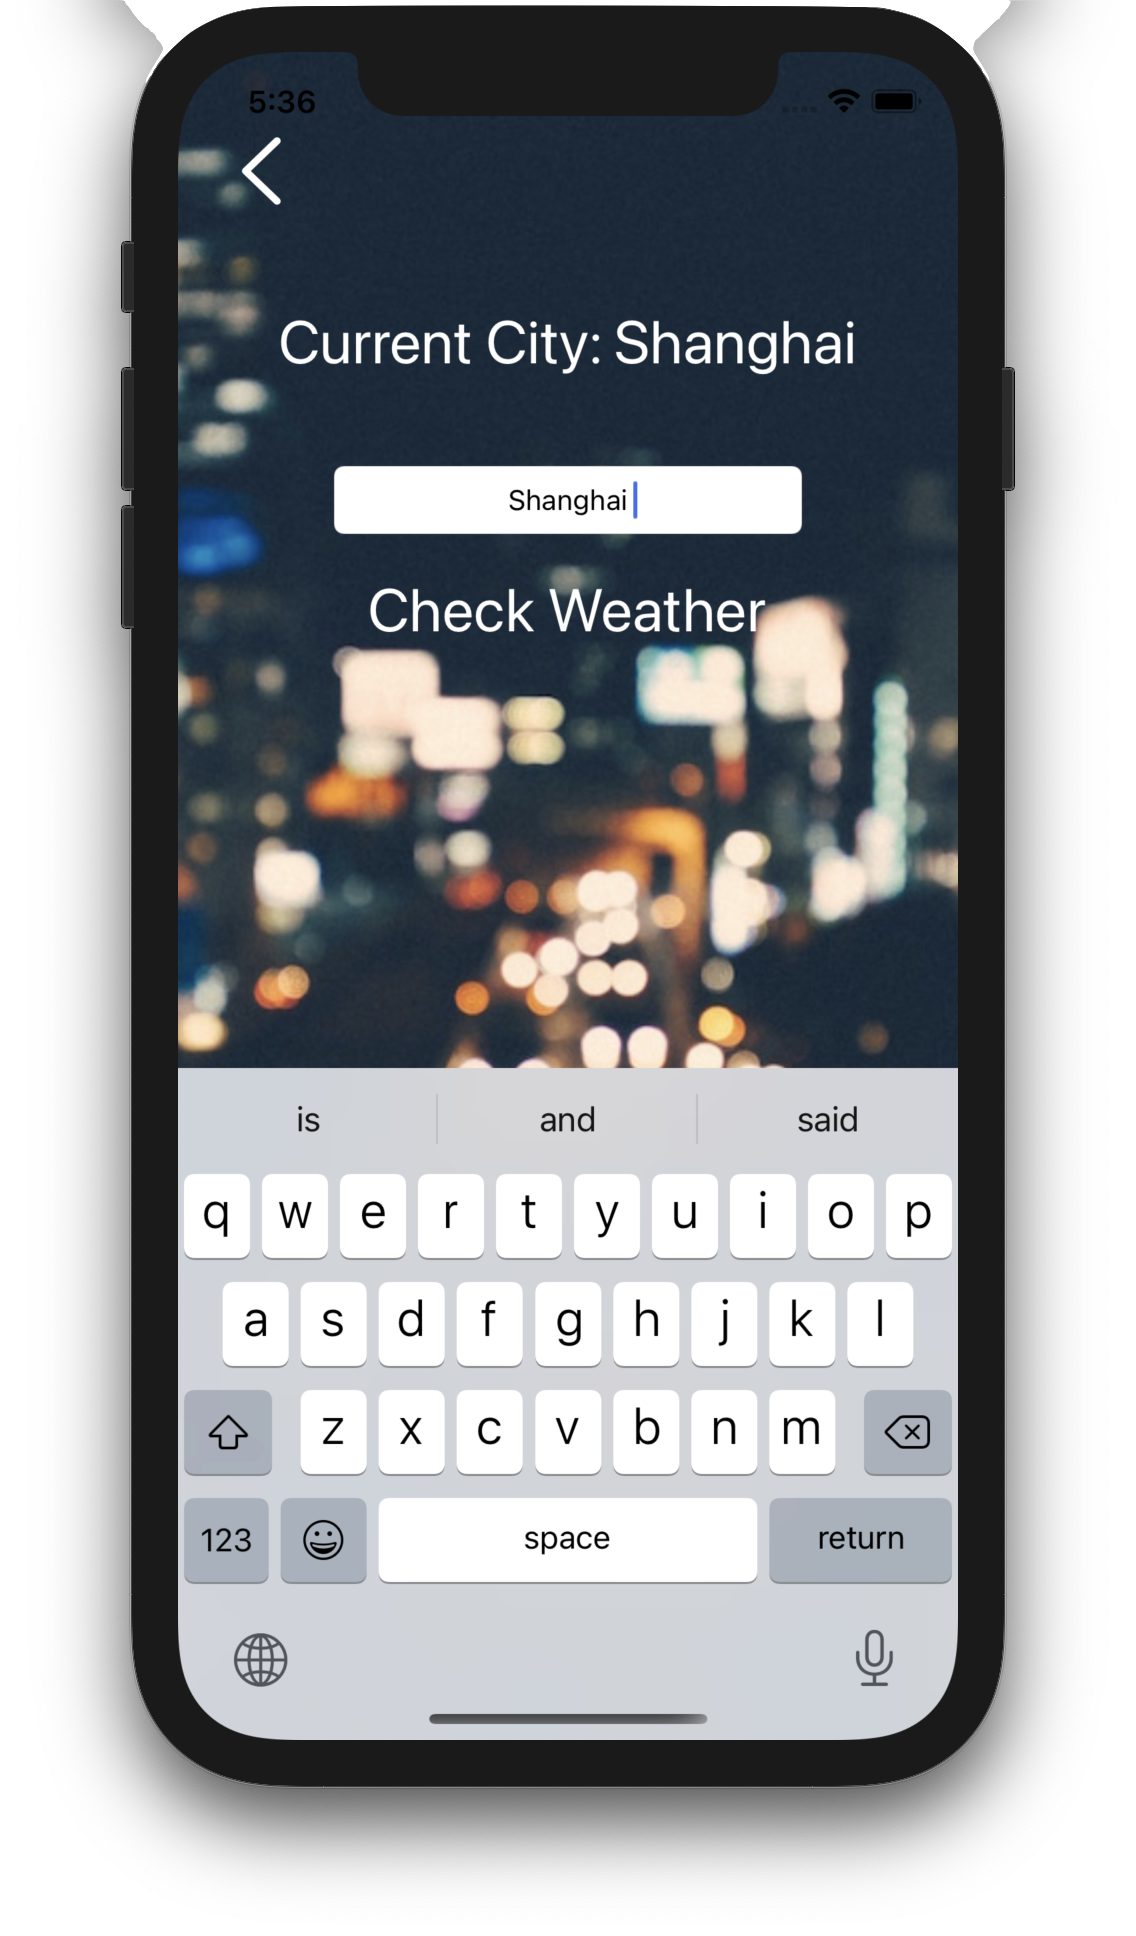 5:36
Current City: Shanghai
Shanghai
Check Weather
is and said
q w e r t y u i o p
a s d f g h j k l
z x c v b n m
123 space return